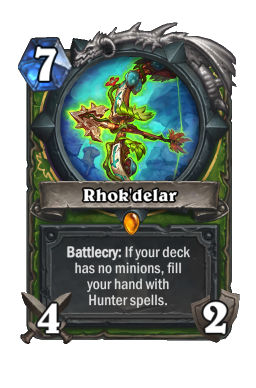 7
Rhok'delar
Battlecry: If your deck
has no minions, fill
your hand with
Hunter spells.
4
2